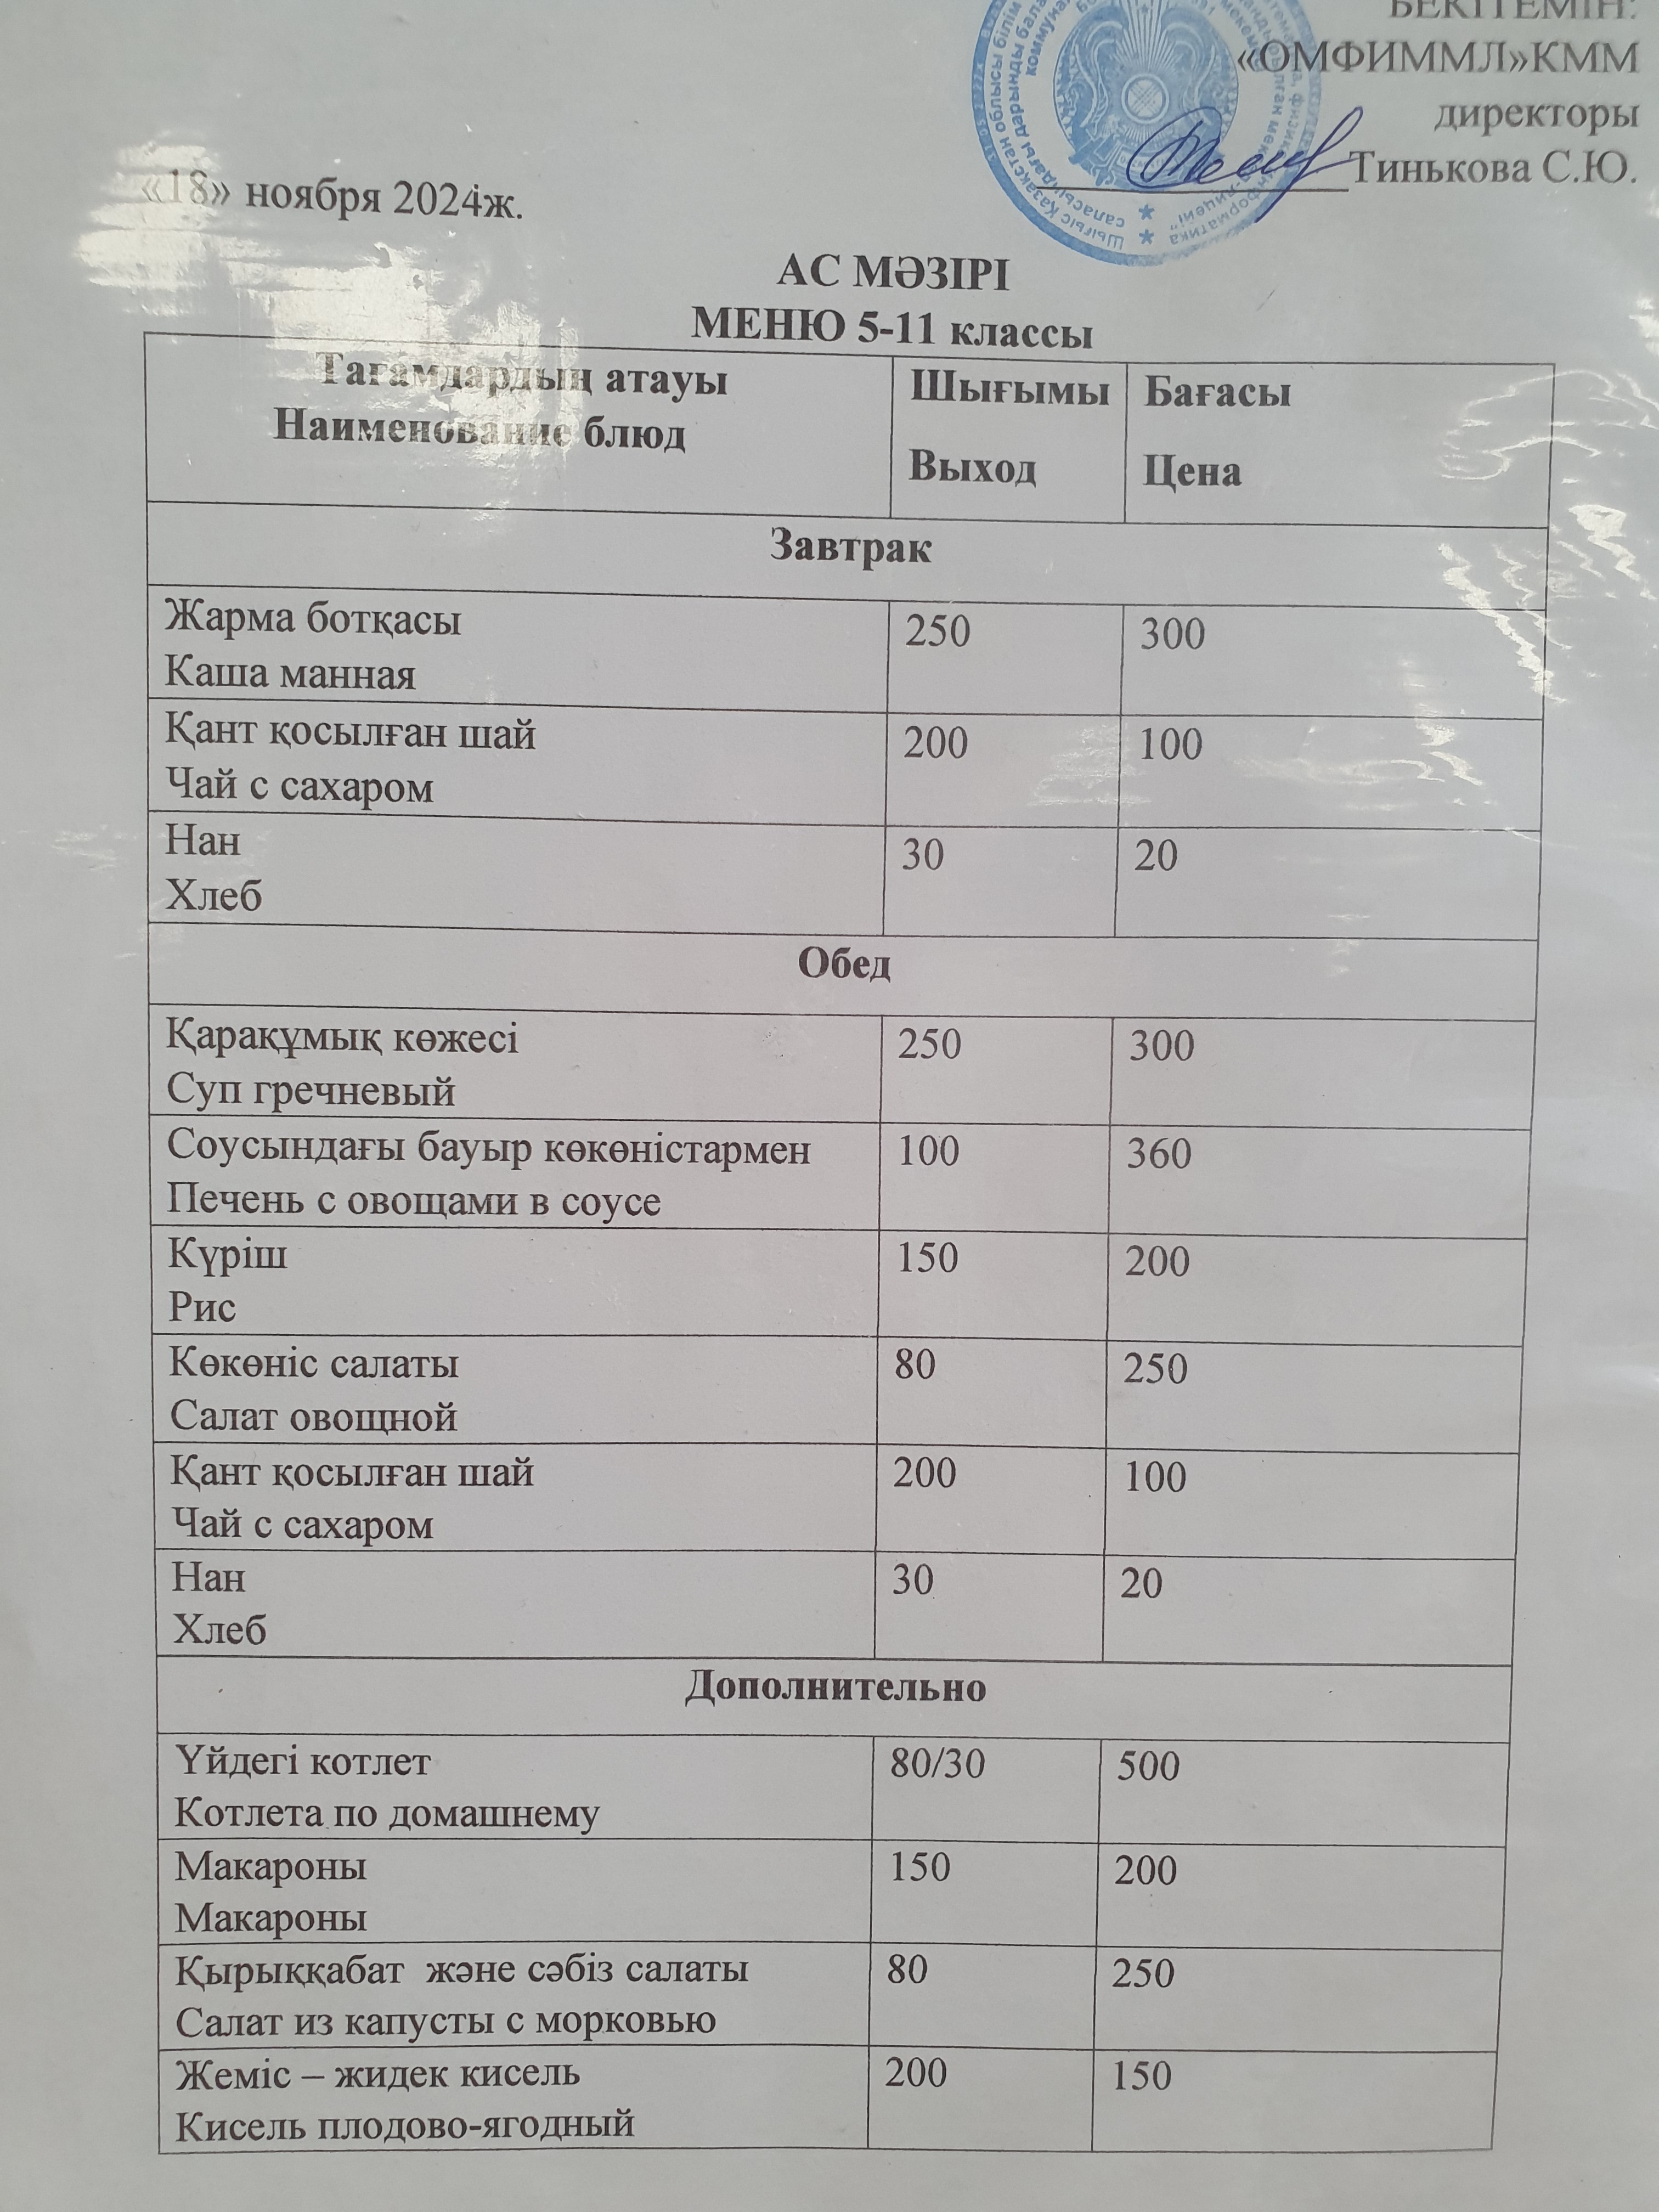 БЕКІТЕМІН:
«ОМФИММЛ»КММ
директоры
Тинькова С.Ю.
«18» ноября 2024ж.
АС МӘЗІРІ
МЕНЮ 5-11 классы
Тағамдардың атауы
Наименование блюд
Шығымы
Выход
Бағасы
Цена
Завтрак
Жарма ботқасы 250 300
Каша манная
Қант қосылған шай 200 100
Чай с сахаром
Нан 30 20
Хлеб
Обед
Қарақұмық көжесі 250 300
Суп гречневый
Соусындағы бауыр көкөністармен 100 360
Печень с овощами в соусе
Күріш 150 200
Рис
Көкөніс салаты 80 250
Салат овощной
Қант қосылған шай 200 100
Чай с сахаром
Нан 30 20
Хлеб
Дополнительно
Үйдегі котлет 80/30 500
Котлета по домашнему
Макароны 150 200
Макароны
Қырыққабат және сәбіз салаты 80 250
Салат из капусты с морковью
Жеміс – жидек кисель 200 150
Кисель плодово-ягодный